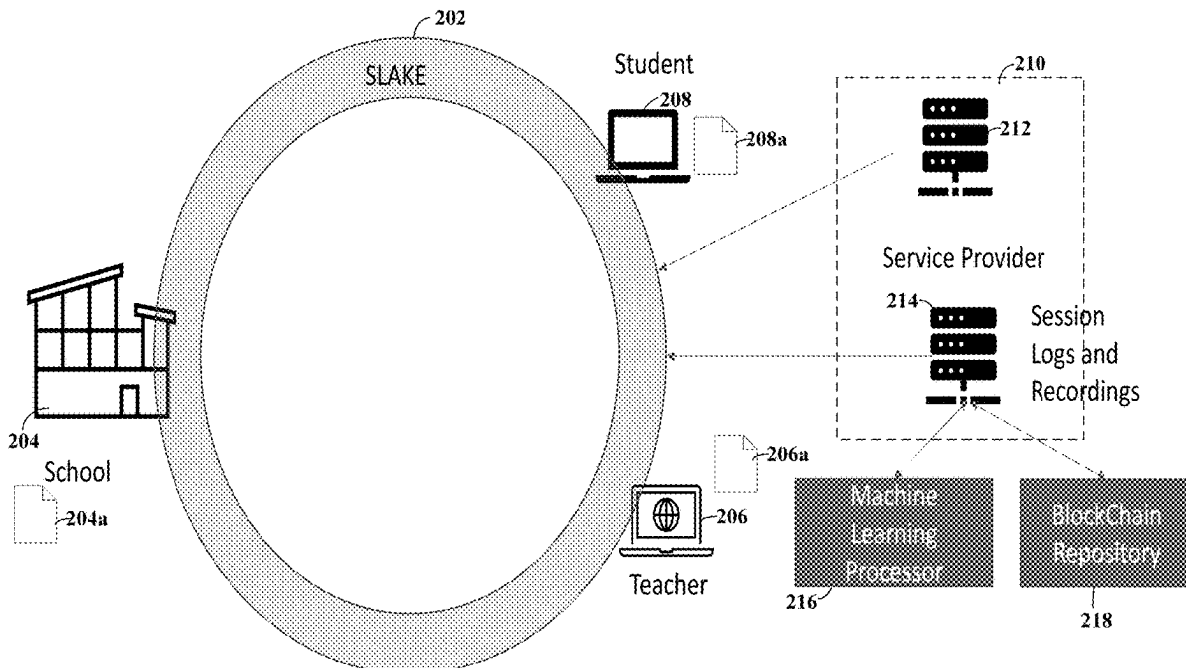 202
SLAKE
Student
208
208a
210
212
Service Provider
214
Session
Logs and
Recordings
204
School
204a
206a
206
Teacher
Machine
Learning
Processor
216
BlockChain
Repository
218